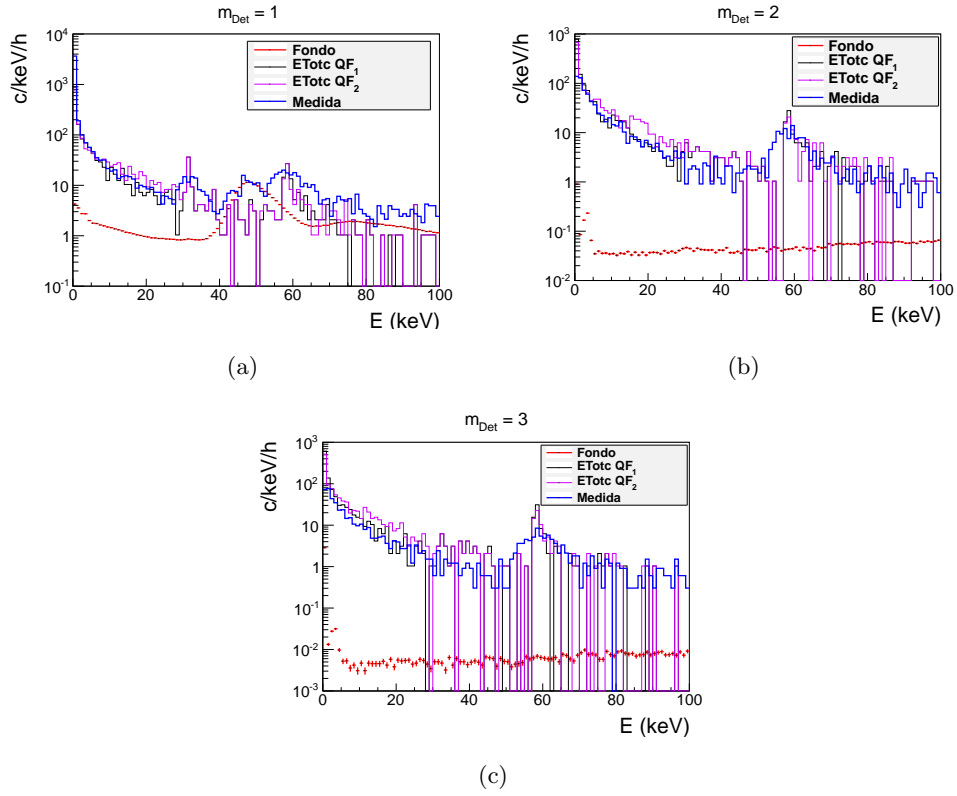 m_Det = 1
c/keV/h
10^4
10^3
10^2
10
1
10^-1
Fondo
ETotc QF_1
ETotc QF_2
Medida
0 20 40 60 80 100
E (keV)
(a)
m_Det = 2
c/keV/h
10^3
10^2
10
1
10^-1
10^-2
Fondo
ETotc QF_1
ETotc QF_2
Medida
0 20 40 60 80 100
E (keV)
(b)
m_Det = 3
c/keV/h
10^3
10^2
10
1
10^-1
10^-2
10^-3
Fondo
ETotc QF_1
ETotc QF_2
Medida
0 20 40 60 80 100
E (keV)
(c)